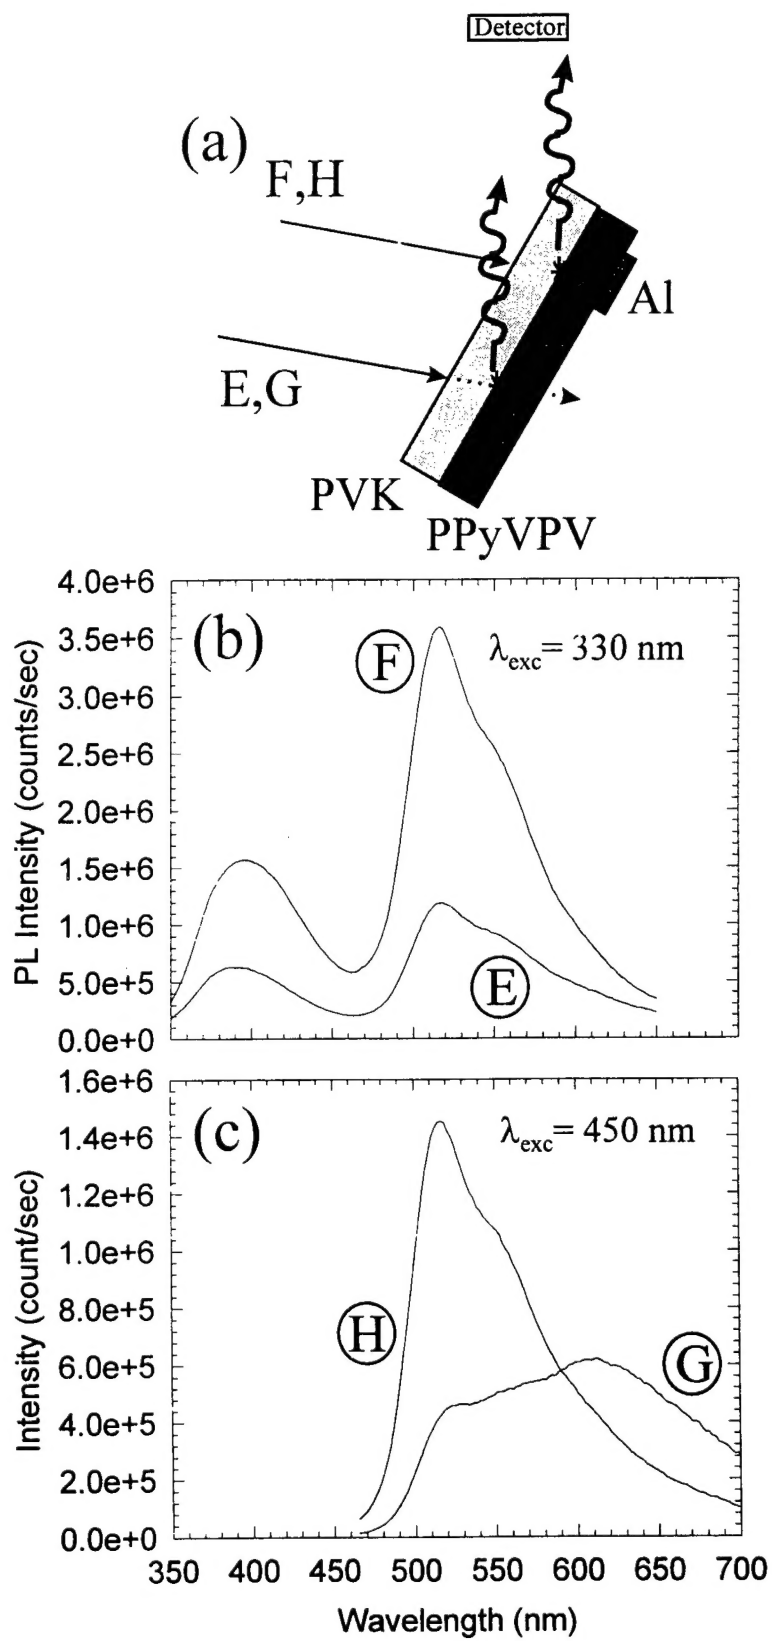 Detector
(a)
F,H
Al
E,G
PVK
PPyVPV
4.0e+6
(b)
F
λexc= 330 nm
3.5e+6
3.0e+6
2.5e+6
2.0e+6
1.5e+6
1.0e+6
5.0e+5
0.0e+0
E
PL Intensity (counts/sec)
1.6e+6
(c)
λexc= 450 nm
1.4e+6
1.2e+6
1.0e+6
8.0e+5
6.0e+5
4.0e+5
2.0e+5
0.0e+0
H
G
Intensity (count/sec)
350 400 450 500 550 600 650 700
Wavelength (nm)